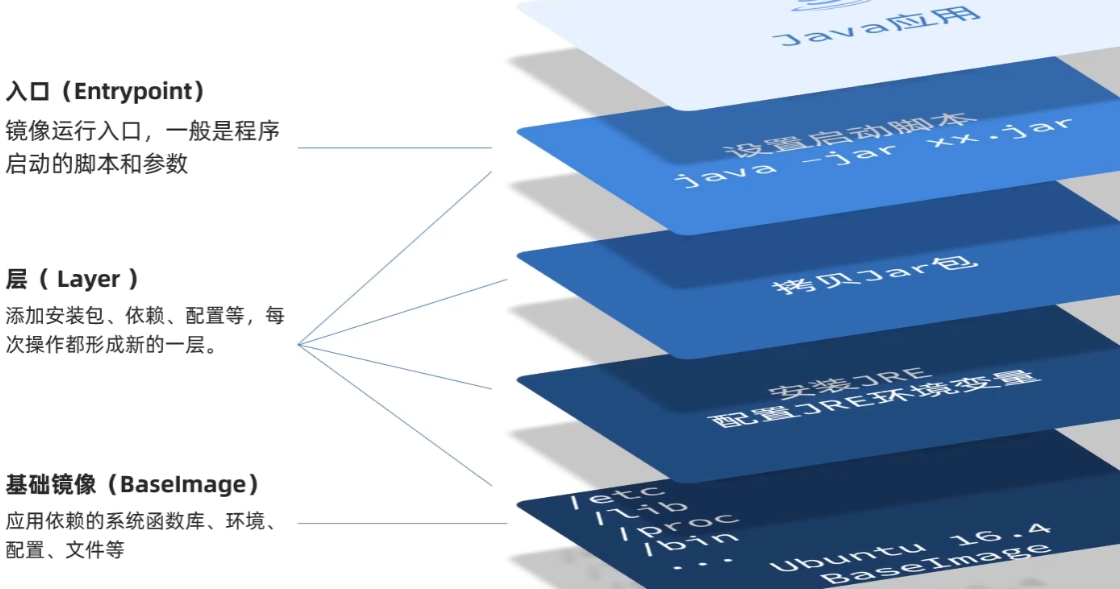 入口（Entrypoint）
镜像运行入口，一般是程序
启动的脚本和参数
层（ Layer ）
添加安装包、依赖、配置等，每
次操作都形成新的一层。
基础镜像（BaseImage）
应用依赖的系统函数库、环境、
配置、文件等
Java应用
设置启动脚本
java -jar xx.jar
拷贝Jar包
安装JRE
配置JRE环境变量
/etc
/lib
/proc
/bin
...
Ubuntu 16.4
BaseImage